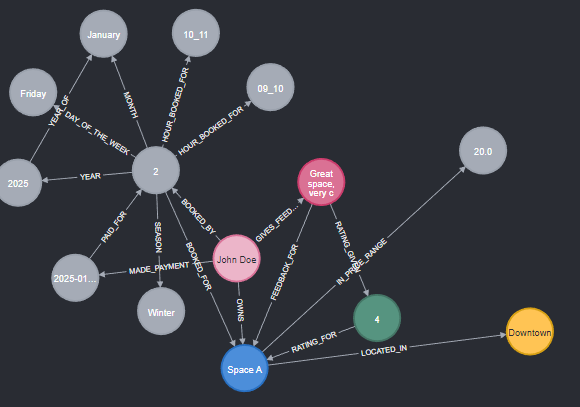 January
10_11
Friday
09_10
YEAR_OF
MONTH
HOUR_BOOKED_FOR
DAY_OF_THE_WEEK
HOUR_BOOKED_FOR
20.0
2
2025
YEAR
Great
space,
very c
PAID_FOR
BOOKED_BY
GIVES_FEED...
SEASON
BOOKED_FOR
RATING_GIVE
IN_PRICE_RANGE
FEEDBACK_FOR
John Doe
MADE_PAYMENT
2025-01...
OWNS
Winter
4
Downtown
RATING_FOR
LOCATED_IN
Space A